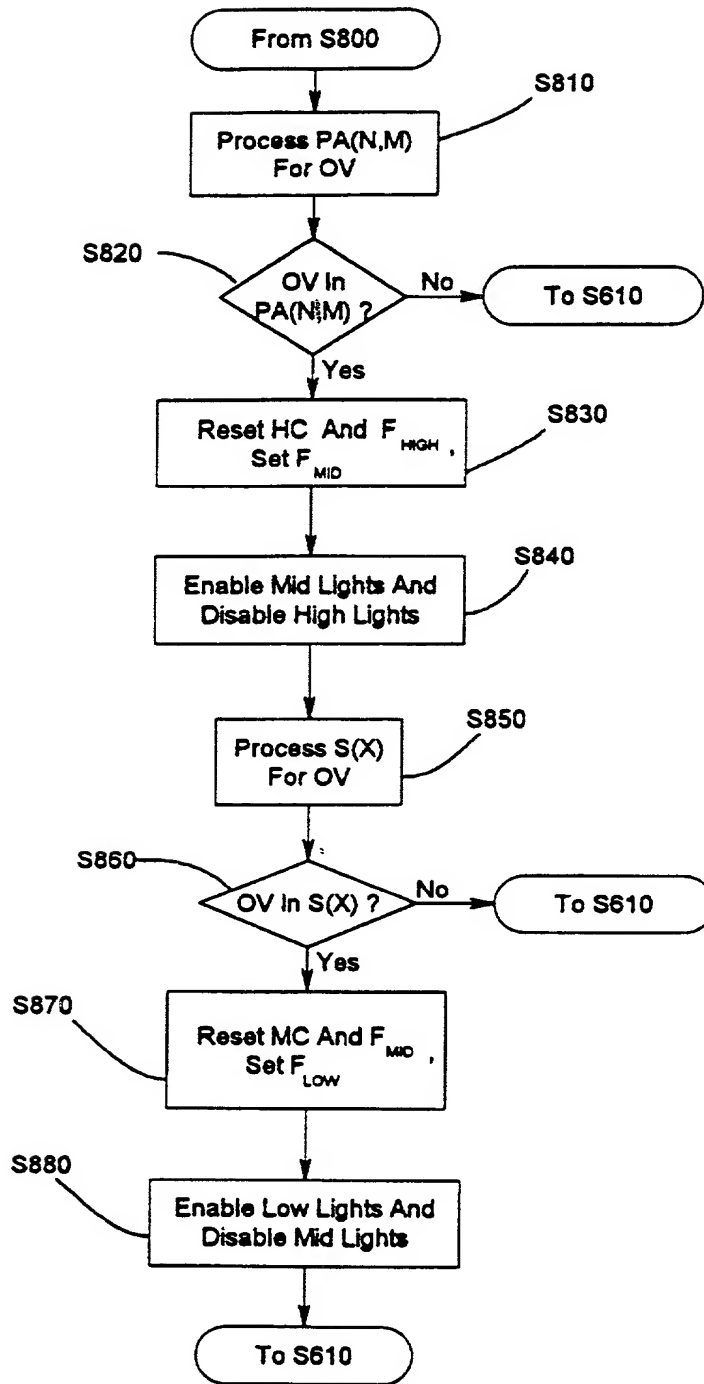 From S800
S810
Process PA(N,M)
For OV
S820
OV In
PA(N,M) ?
No
To S610
Yes
S830
Reset HC And F HIGH ,
Set F MID
S840
Enable Mid Lights And
Disable High Lights
S850
Process S(X)
For OV
S860
OV In S(X) ?
No
To S610
Yes
S870
Reset MC And F MID ,
Set F LOW
S880
Enable Low Lights And
Disable Mid Lights
To S610